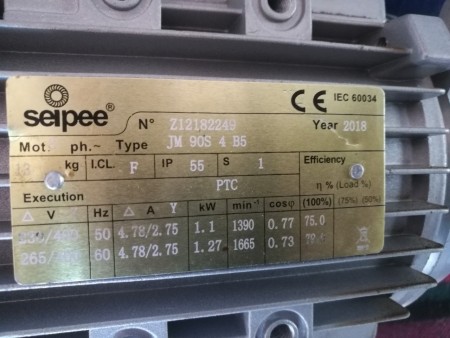 seipee®
CE IEC 60034
N° Z12182249 Year 2018
Mot. ph.~ Type JM 90S 4 B5
kg I.CL. F IP 55 S 1 Efficiency
PTC η % (Load %)
Execution
△ V Hz △ A Y kW min⁻¹ cosφ (100%) (75%) (50%)
50 4.78/2.75 1.1 1390 0.77 75.0
60 4.78/2.75 1.27 1665 0.73